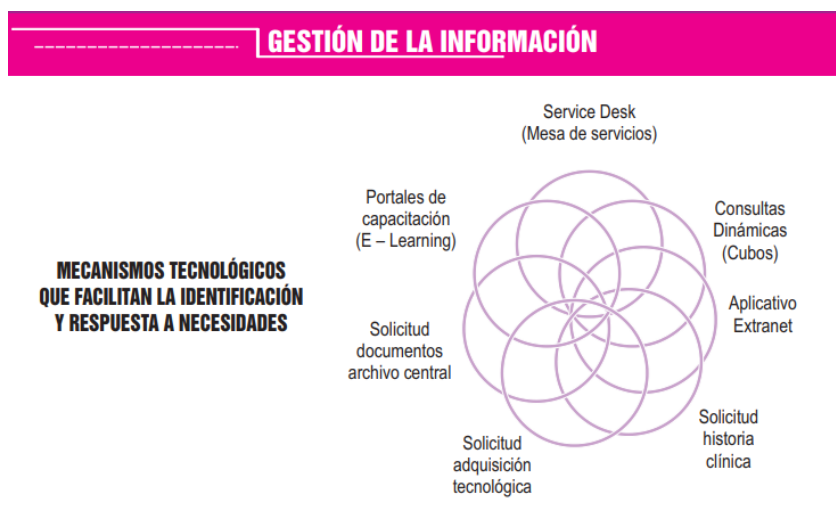 GESTIÓN DE LA INFORMACIÓN
MECANISMOS TECNOLÓGICOS
QUE FACILITAN LA IDENTIFICACIÓN
Y RESPUESTA A NECESIDADES
Service Desk
(Mesa de servicios)
Consultas
Dinámicas
(Cubos)
Aplicativo
Extranet
Solicitud
historia
clínica
Solicitud
adquisición
tecnológica
Solicitud
documentos
archivo central
Portales de
capacitación
(E – Learning)